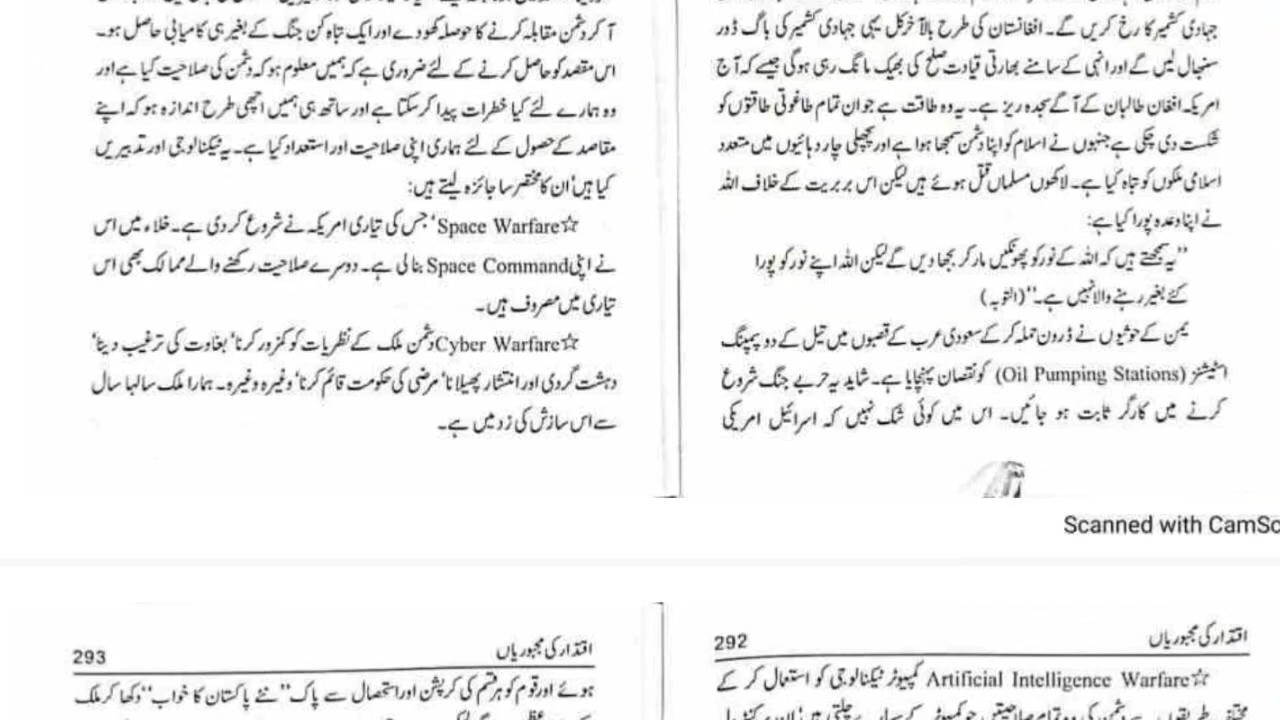 جہادی کشمیر کا رخ کریں گے۔ افغانستان کی طرح بالآخر کل یہی جہادی کشمیر کی باگ ڈور
سنبھال لیں گے اور انہی کے سامنے بھارتی قیادت صلح کی بھیک مانگ رہی ہوگی جیسے کہ آج
امریکہ افغان طالبان کے آگے سجدہ ریز ہے۔ یہ وہ طاقت ہے جو ان تمام طاغوتی طاقتوں کو
شکست دی چکی ہے جنہوں نے اسلام کو اپنا دشمن سمجھا ہوا ہے اور پچھلی چار دہائیوں میں متعدد
اسلامی ملکوں کو تباہ کیا ہے۔ لاکھوں مسلماں قتل ہوئے ہیں لیکن اس بربریت کے خلاف اللہ
نے اپنا وعدہ پورا کیا ہے:
"یہ سمجھتے ہیں کہ اللہ کے نور کو پھونکیں مار کر بجھا دیں گے لیکن اللہ اپنے نور کو پورا
کئے بغیر رہنے والا نہیں ہے۔" (التوبہ)
یمن کے حوثیوں نے ڈرون حملہ کر کے سعودی عرب کے قصبوں میں تیل کے دو پمپنگ
اسٹیشنز (Oil Pumping Stations) کو نقصان پہنچایا ہے۔ شاید یہ حربے جنگ شروع
کرنے میں کارگر ثابت ہو جائیں۔ اس میں کوئی شک نہیں کہ اسرائیل امریکی
آ کر دشمن مقابلہ کرنے کا حوصلہ کھو دے اور ایک تباہ کن جنگ کے بغیر ہی کامیابی حاصل ہو۔
اس مقصد کو حاصل کرنے کے لئے ضروری ہے کہ ہمیں معلوم ہو کہ دشمن کی صلاحیت کیا ہے اور
وہ ہمارے لئے کیا خطرات پیدا کر سکتا ہے اور ساتھ ہی ہمیں اچھی طرح اندازہ ہو کہ اپنے
مقاصد کے حصول کے لئے ہماری اپنی صلاحیت اور استعداد کیا ہے۔ یہ ٹیکنالوجی اور تدبیریں
کیا ہیں' ان کا مختصر سا جائزہ لیتے ہیں:
☆Space Warfare' جس کی تیاری امریکہ نے شروع کر دی ہے۔ خلاء میں اس
نے اپنی Space Command بنالی ہے۔ دوسرے صلاحیت رکھنے والے ممالک بھی اس
تیاری میں مصروف ہیں۔
☆Cyber Warfare دشمن ملک کے نظریات کو کمزور کرنا' بغاوت کی ترغیب دینا'
دہشت گردی اور انتشار پھیلانا' مرضی کی حکومت قائم کرنا' وغیرہ وغیرہ۔ ہمارا ملک سالہا سال
سے اس سازش کی زد میں ہے۔
Scanned with CamSc
اقتدار کی مجبوریاں 292
☆Artificial Intelligence Warfare کمپیوٹر ٹیکنالوجی کو استعمال کر کے
اقتدار کی مجبوریاں 293
ہوئے اور قوم کو ہر قسم کی کرپشن اور استحصال سے پاک "نئے پاکستان کا خواب" دکھا کر ملک